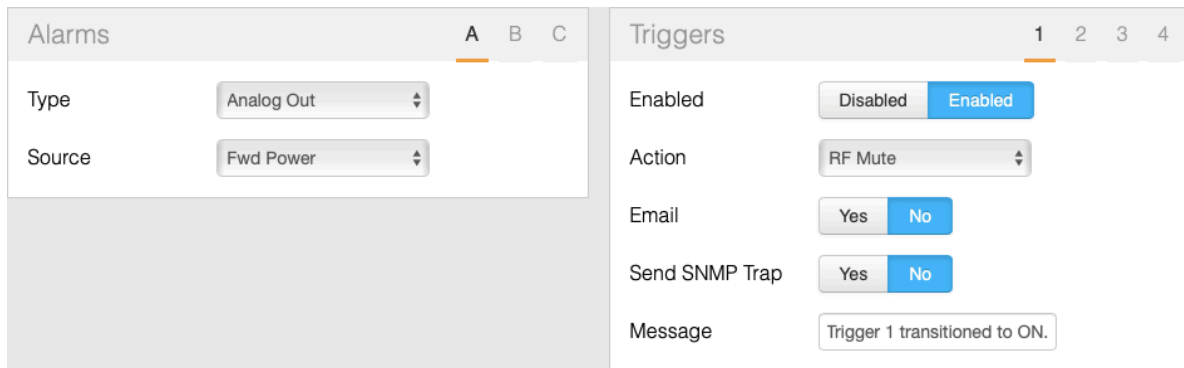 Alarms A B C
Type Analog Out
Source Fwd Power
Triggers 1 2 3 4
Enabled Disabled Enabled
Action RF Mute
Email Yes No
Send SNMP Trap Yes No
Message Trigger 1 transitioned to ON.